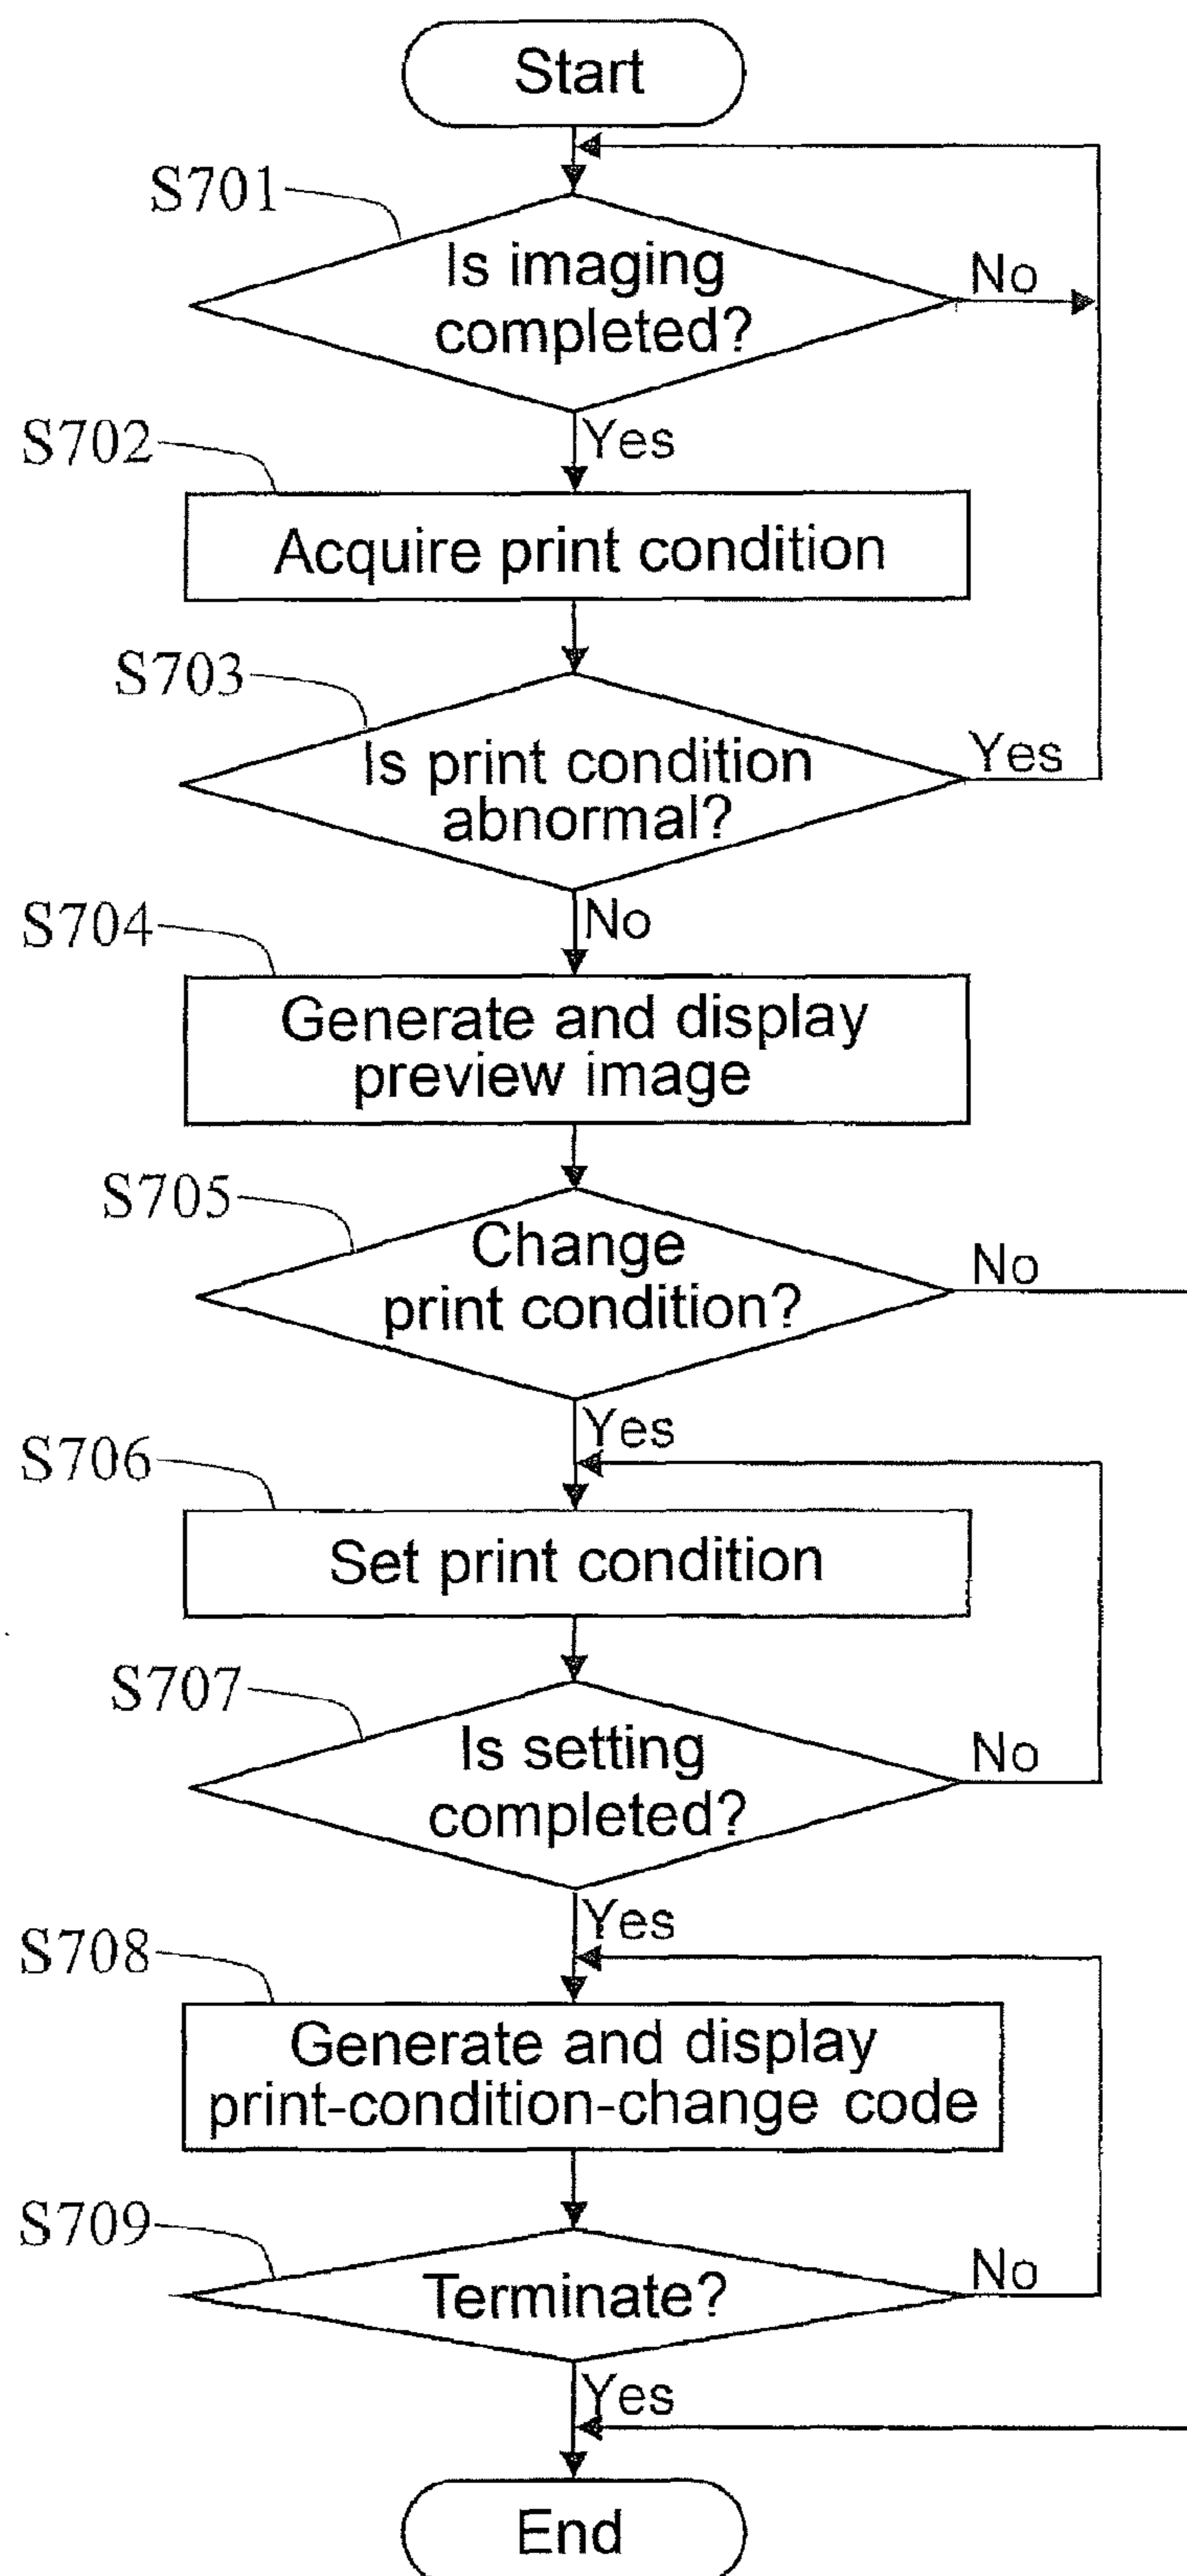 Start
S701
Is imaging
completed?
No
Yes
S702
Acquire print condition
S703
Is print condition
abnormal?
Yes
No
S704
Generate and display
preview image
S705
Change
print condition?
No
Yes
S706
Set print condition
S707
Is setting
completed?
No
Yes
S708
Generate and display
print-condition-change code
S709
Terminate?
No
Yes
End